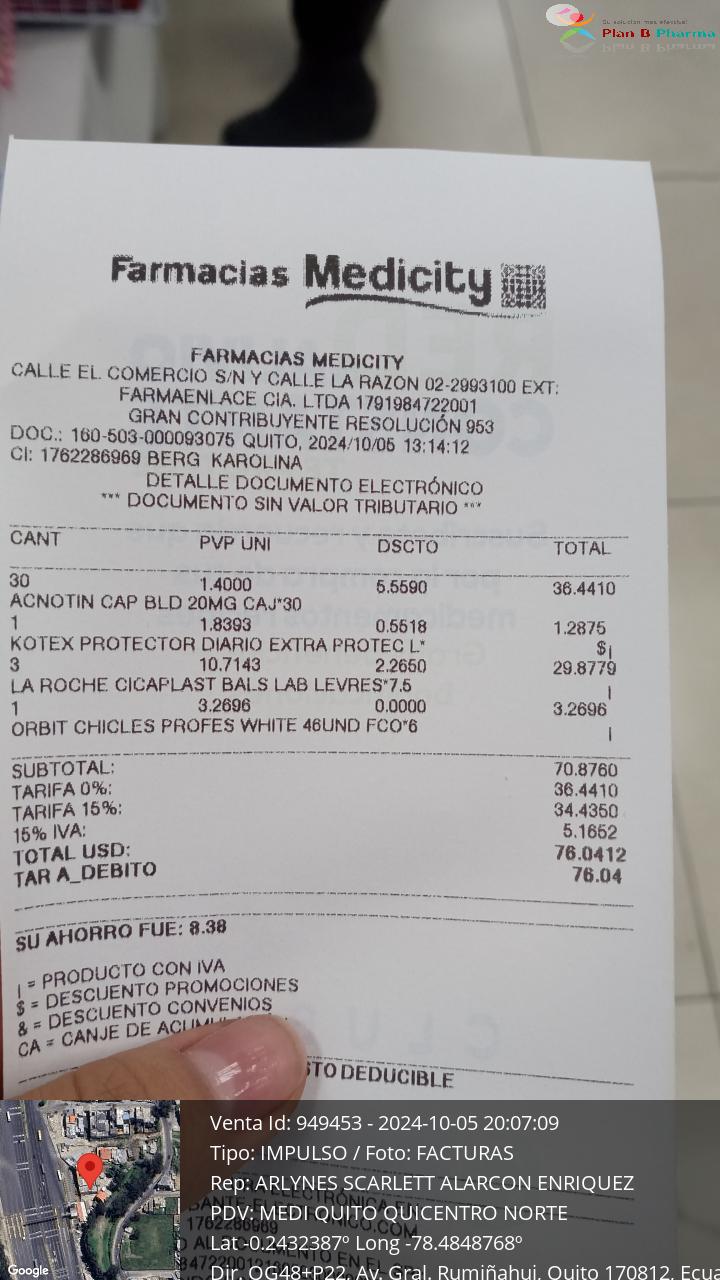 Su solución más efectiva!
Plan B Pharma
Farmacias Medicity
FARMACIAS MEDICITY
CALLE EL COMERCIO S/N Y CALLE LA RAZON 02-2993100 EXT:
FARMAENLACE CIA. LTDA 1791984722001
GRAN CONTRIBUYENTE RESOLUCIÓN 953
DOC.: 160-503-000093075 QUITO, 2024/10/05 13:14:12
CI: 1762286969 BERG KAROLINA
DETALLE DOCUMENTO ELECTRÓNICO
*** DOCUMENTO SIN VALOR TRIBUTARIO ***
CANT PVP UNI DSCTO TOTAL
30 1.4000 5.5590 36.4410
ACNOTIN CAP BLD 20MG CAJ*30
1 1.8393 0.5518 1.2875
KOTEX PROTECTOR DIARIO EXTRA PROTEC L* $|
3 10.7143 2.2650 29.8779
LA ROCHE CICAPLAST BALS LAB LEVRES*7.5 |
1 3.2696 0.0000 3.2696
ORBIT CHICLES PROFES WHITE 46UND FCO*6 |
SUBTOTAL: 70.8760
TARIFA 0%: 36.4410
TARIFA 15%: 34.4350
15% IVA: 5.1652
TOTAL USD: 76.0412
TAR A_DEBITO 76.04
SU AHORRO FUE: 8.38
| = PRODUCTO CON IVA
$ = DESCUENTO PROMOCIONES
& = DESCUENTO CONVENIOS
CA = CANJE DE
STO DEDUCIBLE
Venta Id: 949453 - 2024-10-05 20:07:09
Tipo: IMPULSO / Foto: FACTURAS
Rep: ARLYNES SCARLETT ALARCON ENRIQUEZ
PDV: MEDI QUITO QUICENTRO NORTE
Lat:-0.2432387º Long -78.4848768º
Dir. QG48+P22, Av. Gral. Rumiñahui, Quito 170812, Ecua
Google